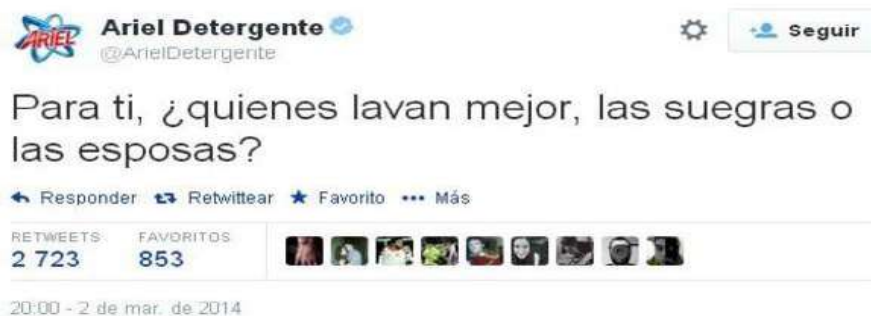 ARIEL
Ariel Detergente
@ArielDetergente
Seguir
Para ti, ¿quienes lavan mejor, las suegras o
las esposas?
Responder Retwittear Favorito Más
RETWEETS FAVORITOS
2 723 853
20:00 - 2 de mar. de 2014